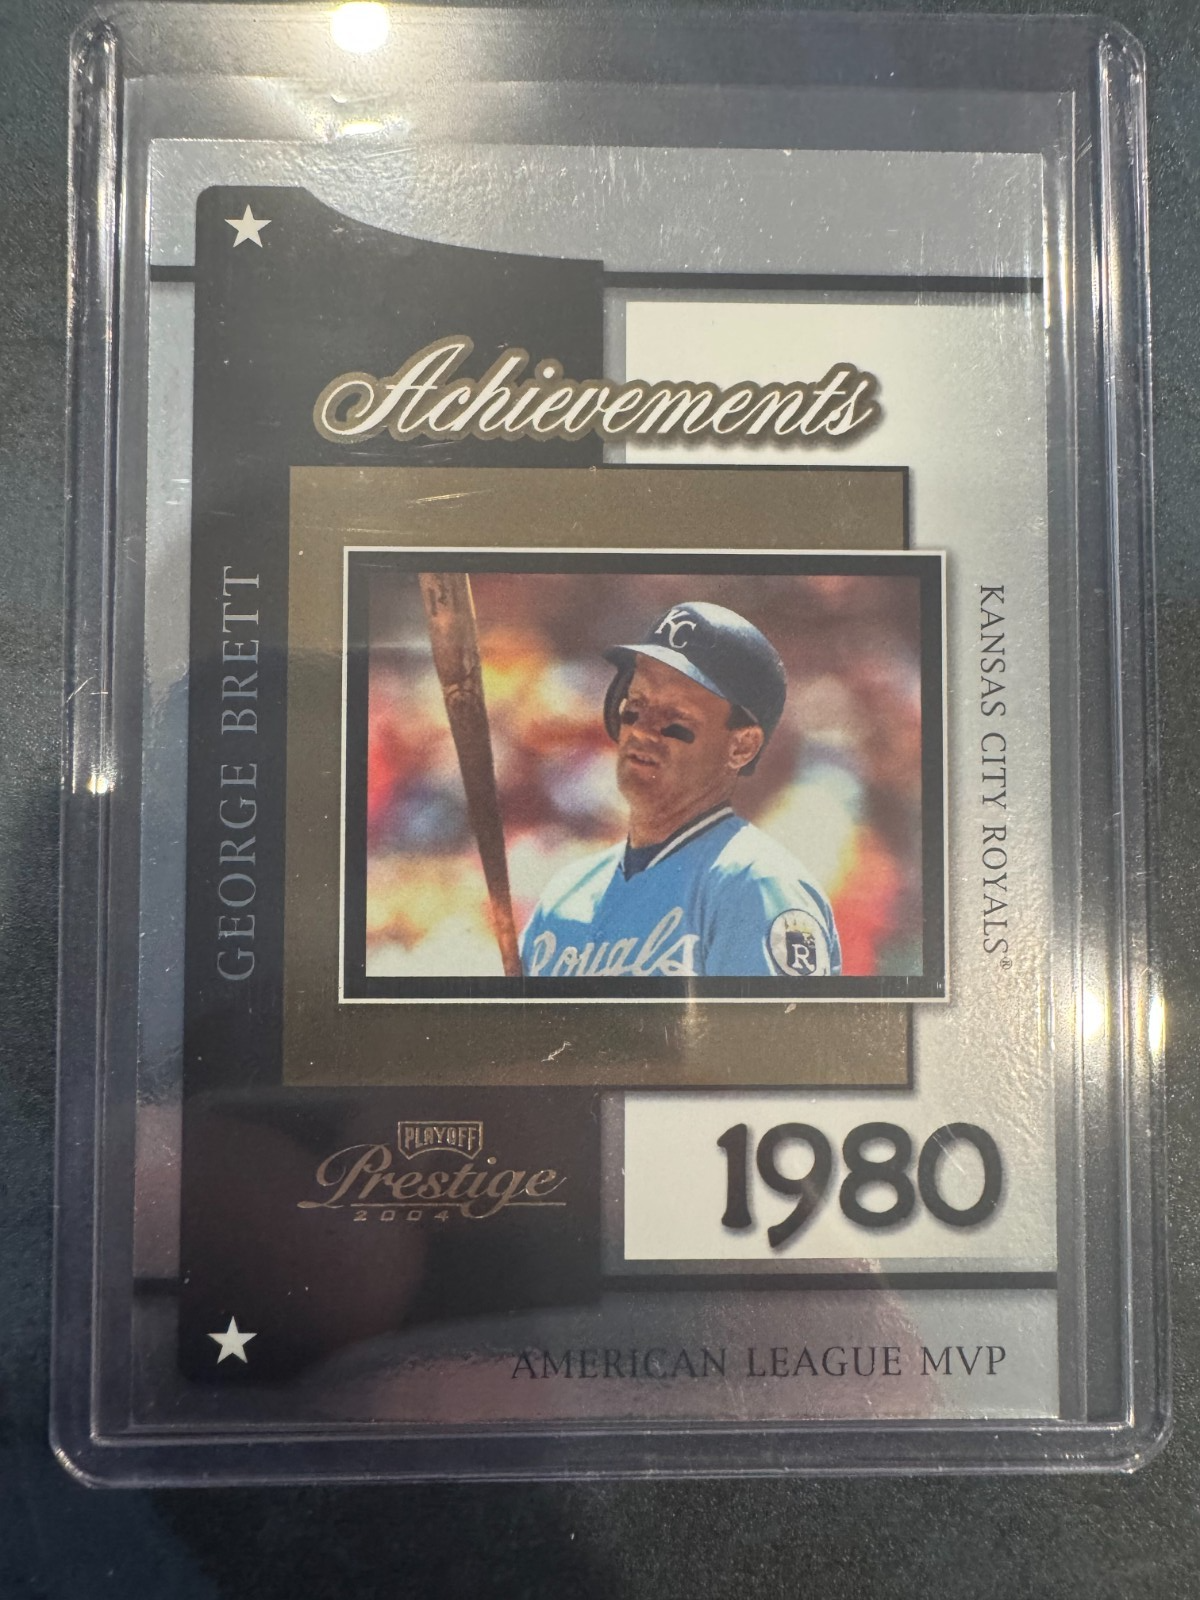 Achievements
GEORGE BRETT
KANSAS CITY ROYALS®
KC
Royals
R
PLAYOFF
Prestige
2004
1980
AMERICAN LEAGUE MVP